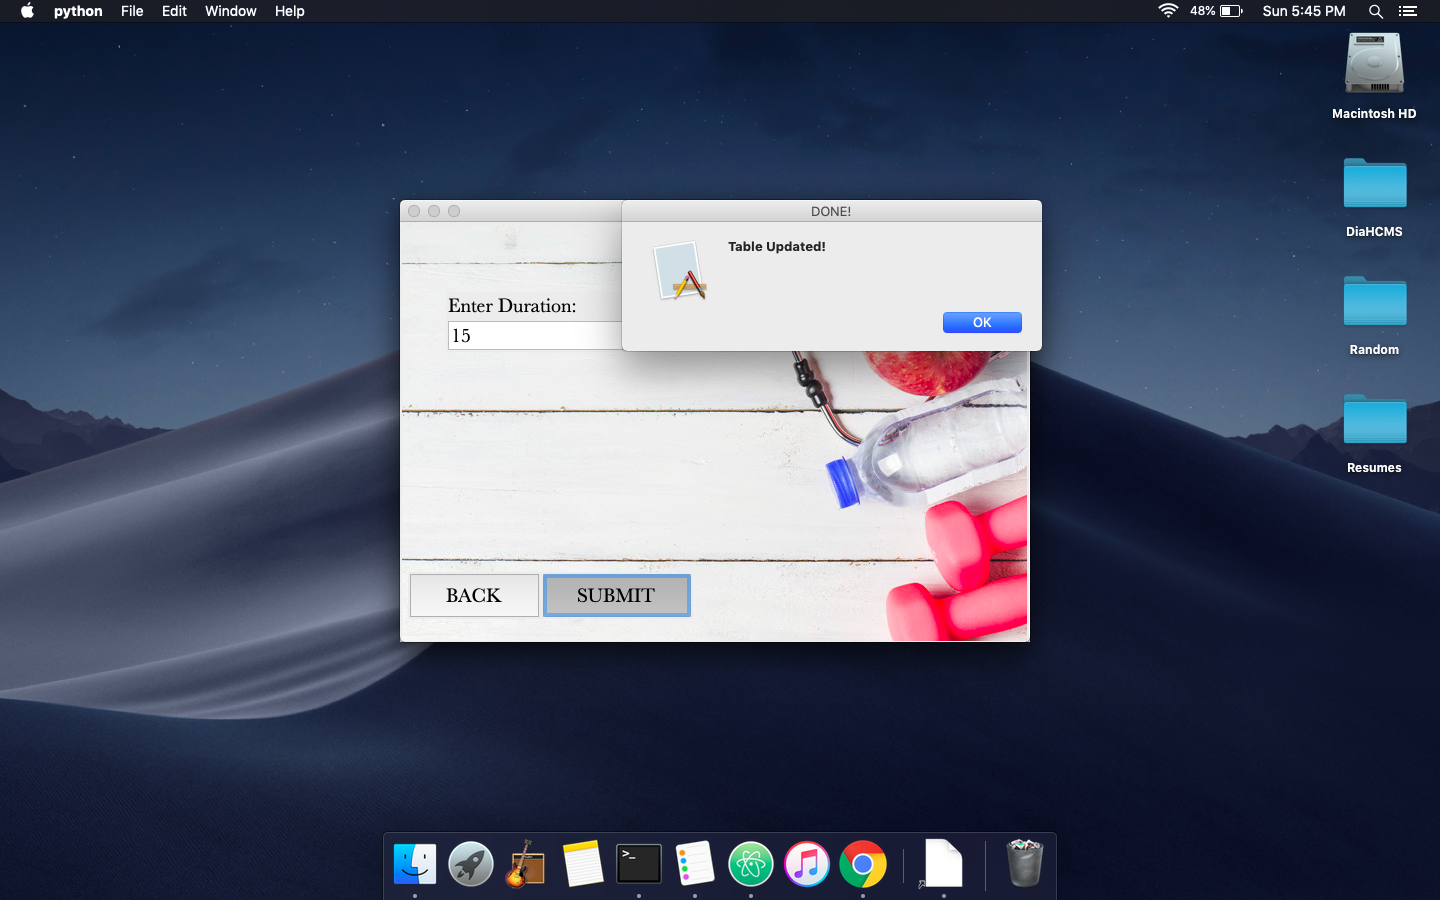 python File Edit Window Help 48% Sun 5:45 PM
Macintosh HD
DiaHCMS
Random
Resumes
DONE!
Table Updated!
OK
Enter Duration:
15
BACK SUBMIT
>_